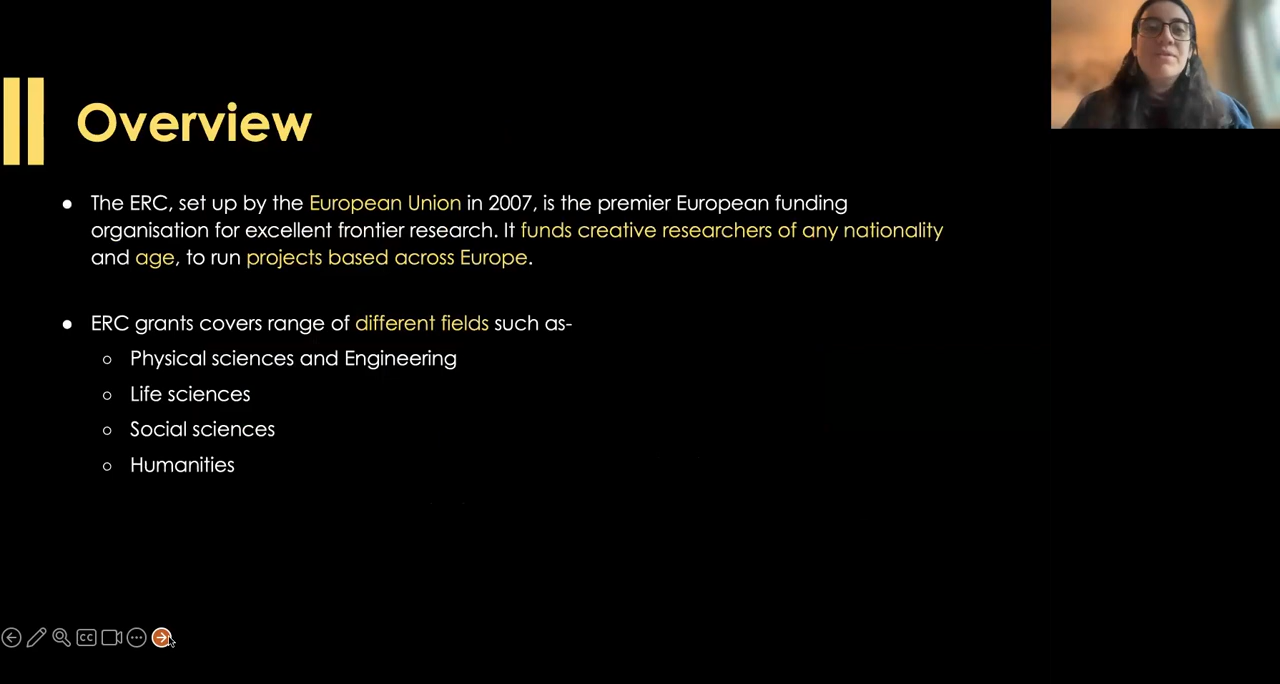 Overview
● The ERC, set up by the European Union in 2007, is the premier European funding
organisation for excellent frontier research. It funds creative researchers of any nationality
and age, to run projects based across Europe.
● ERC grants covers range of different fields such as-
○ Physical sciences and Engineering
○ Life sciences
○ Social sciences
○ Humanities
CC